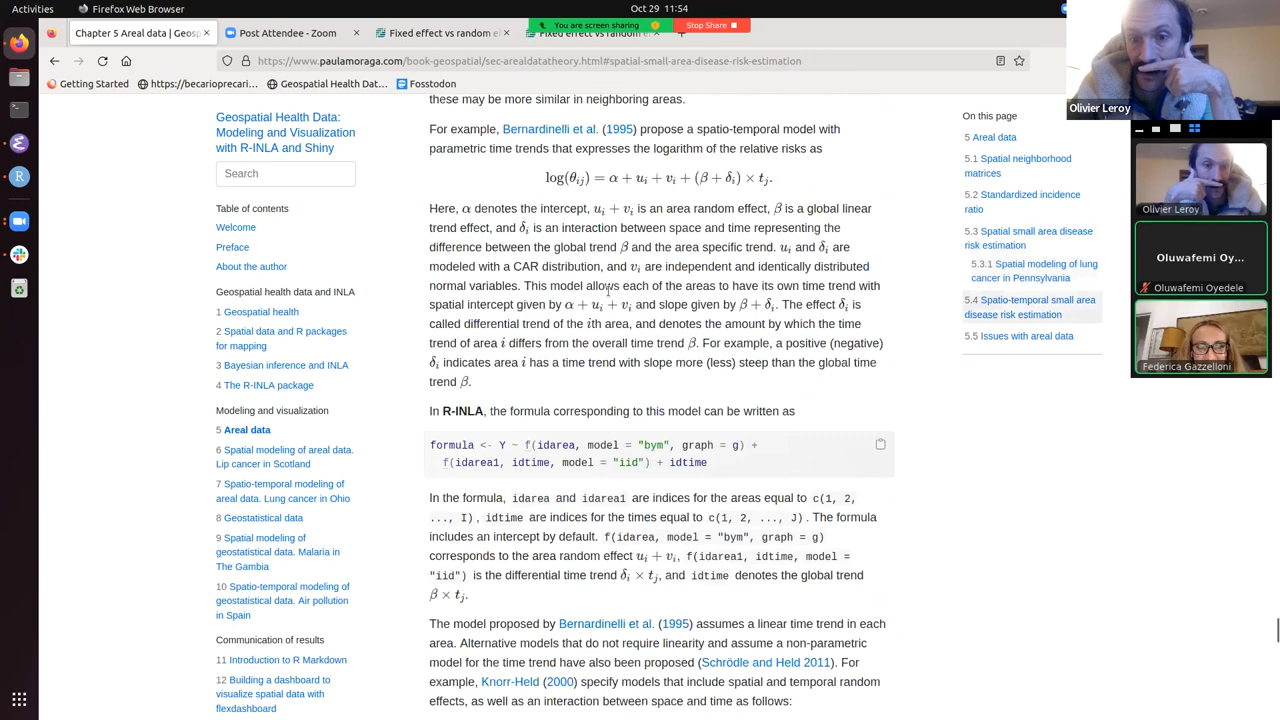 Activities
Firefox Web Browser
Oct 29 11:54
You are screen sharing
Stop Share
Chapter 5 Areal data | Geosp
Post Attendee - Zoom
Fixed effect vs random e
Fixed effect vs random e
https://www.paulamoraga.com/book-geospatial/sec-arealdatatheory.html#spatial-small-area-disease-risk-estimation
Getting Started
https://becarioprecari...
Geospatial Health Dat...
Fosstodon
Geospatial Health Data:
Modeling and Visualization
with R-INLA and Shiny
Search
Table of contents
Welcome
Preface
About the author
Geospatial health data and INLA
1 Geospatial health
2 Spatial data and R packages
for mapping
3 Bayesian inference and INLA
4 The R-INLA package
Modeling and visualization
5 Areal data
6 Spatial modeling of areal data.
Lip cancer in Scotland
7 Spatio-temporal modeling of
areal data. Lung cancer in Ohio
8 Geostatistical data
9 Spatial modeling of
geostatistical data. Malaria in
The Gambia
10 Spatio-temporal modeling of
geostatistical data. Air pollution
in Spain
Communication of results
11 Introduction to R Markdown
12 Building a dashboard to
visualize spatial data with
flexdashboard
these may be more similar in neighboring areas.
For example, Bernardinelli et al. (1995) propose a spatio-temporal model with
parametric time trends that expresses the logarithm of the relative risks as
log(θij) = α + ui + vi + (β + δi) × tj.
Here, α denotes the intercept, ui + vi is an area random effect, β is a global linear
trend effect, and δi is an interaction between space and time representing the
difference between the global trend β and the area specific trend. ui and δi are
modeled with a CAR distribution, and vi are independent and identically distributed
normal variables. This model allows each of the areas to have its own time trend with
spatial intercept given by α + ui + vi and slope given by β + δi. The effect δi is
called differential trend of the ith area, and denotes the amount by which the time
trend of area i differs from the overall time trend β. For example, a positive (negative)
δi indicates area i has a time trend with slope more (less) steep than the global time
trend β.
In R-INLA, the formula corresponding to this model can be written as
formula <- Y ~ f(idarea, model = "bym", graph = g) +
f(idarea1, idtime, model = "iid") + idtime
In the formula, idarea and idarea1 are indices for the areas equal to c(1, 2,
..., I), idtime are indices for the times equal to c(1, 2, ..., J). The formula
includes an intercept by default. f(idarea, model = "bym", graph = g)
corresponds to the area random effect ui + vi, f(idarea1, idtime, model =
"iid") is the differential time trend δi × tj, and idtime denotes the global trend
β × tj.
The model proposed by Bernardinelli et al. (1995) assumes a linear time trend in each
area. Alternative models that do not require linearity and assume a non-parametric
model for the time trend have also been proposed (Schrödle and Held 2011). For
example, Knorr-Held (2000) specify models that include spatial and temporal random
effects, as well as an interaction between space and time as follows:
On this page
5 Areal data
5.1 Spatial neighborhood
matrices
5.2 Standardized incidence
ratio
5.3 Spatial small area disease
risk estimation
5.3.1 Spatial modeling of lung
cancer in Pennsylvania
5.4 Spatio-temporal small area
disease risk estimation
5.5 Issues with areal data
Olivier Leroy
Olivier Leroy
Oluwafemi Oy...
Oluwafemi Oyedele
Federica Gazzelloni